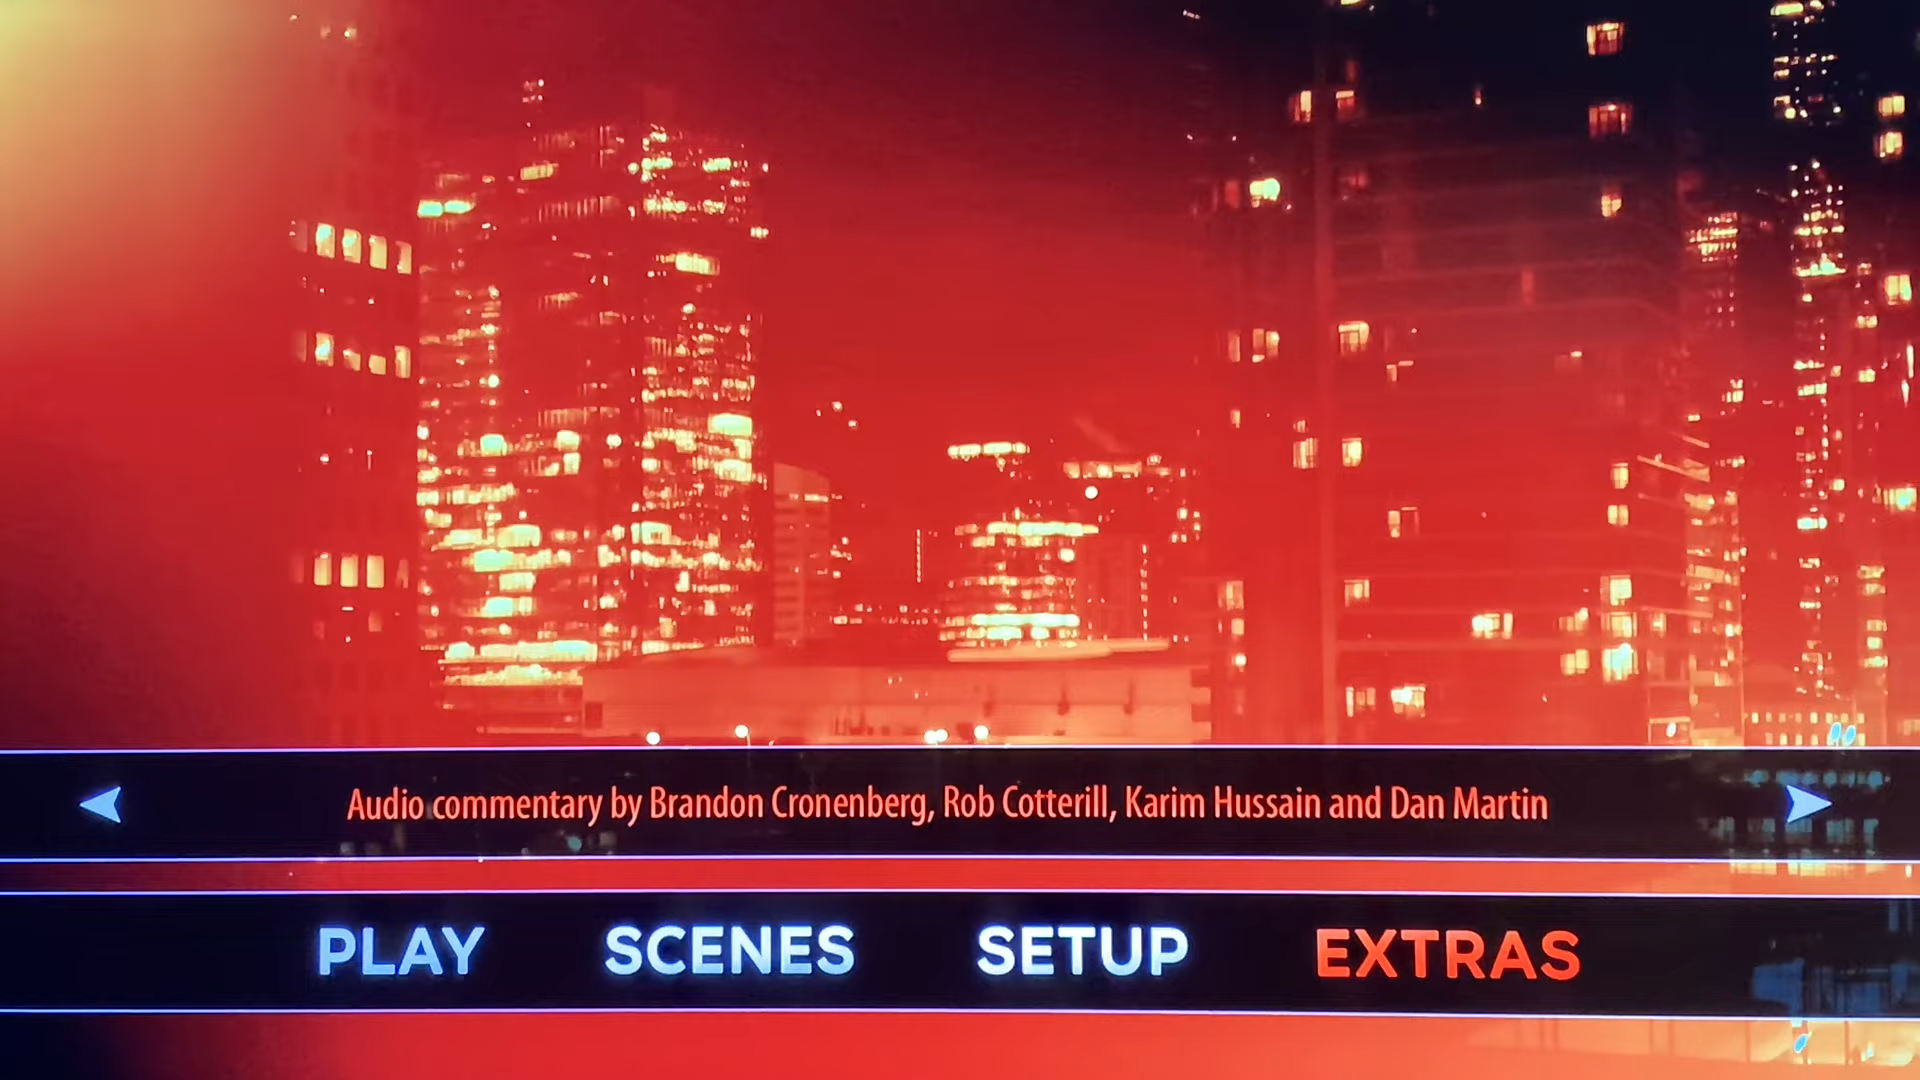 Audio commentary by Brandon Cronenberg, Rob Cotterill, Karim Hussain and Dan Martin
PLAY SCENES SETUP EXTRAS